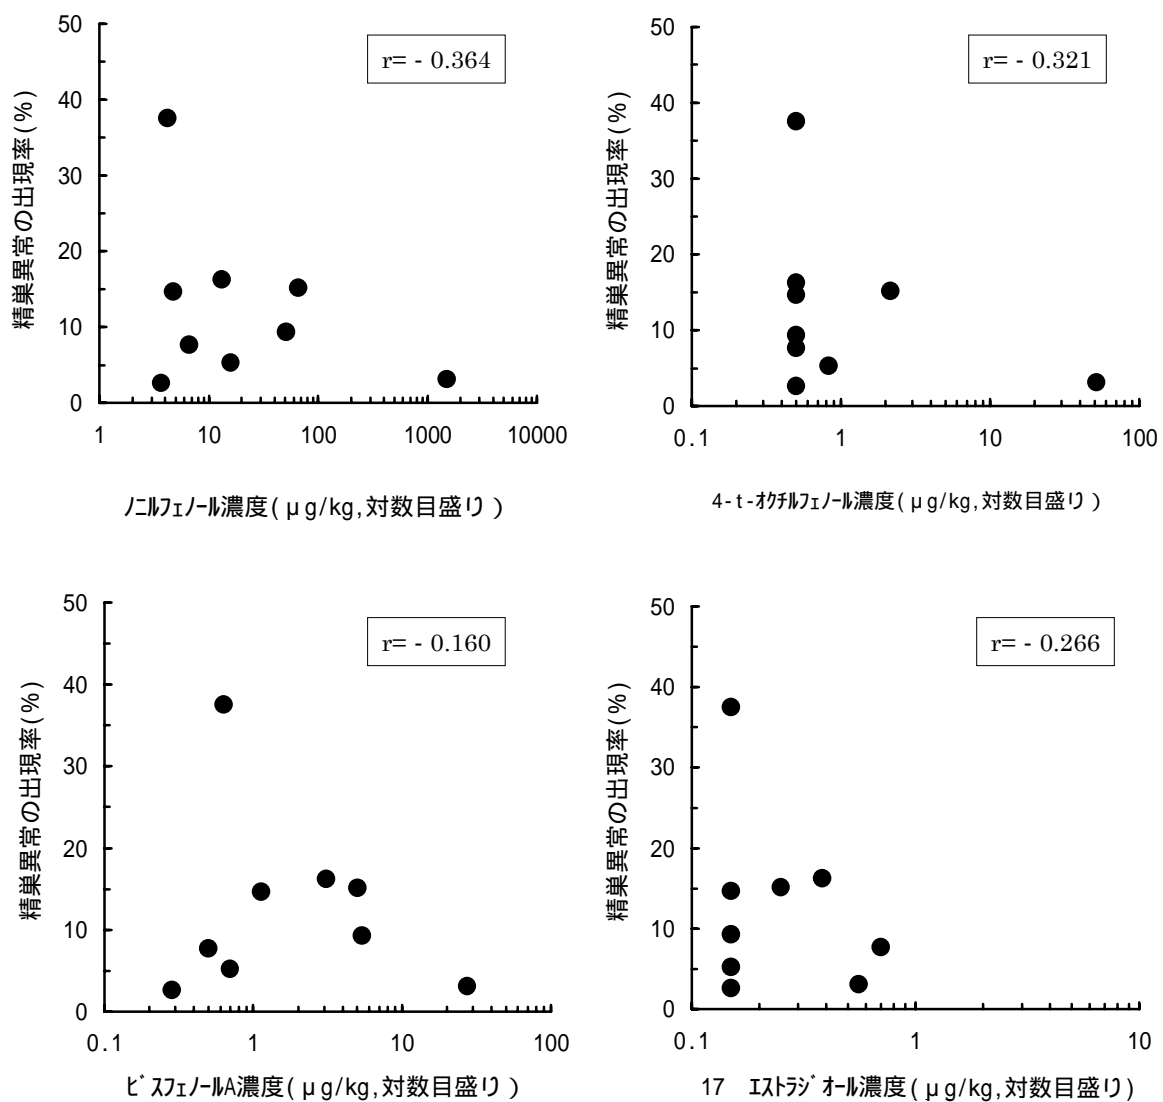 50
40
30
20
10
0
精巣異常の出現率(%)
r= - 0.364
1 10 100 1000 10000
ノニルフェノール濃度(μg/kg,対数目盛り)
50
40
30
20
10
0
精巣異常の出現率(%)
r= - 0.321
0.1 1 10 100
4-t-オクチルフェノール濃度(μg/kg,対数目盛り)
50
40
30
20
10
0
精巣異常の出現率(%)
r= - 0.160
0.1 1 10 100
ビスフェノールA濃度(μg/kg,対数目盛り)
50
40
30
20
10
0
精巣異常の出現率(%)
r= - 0.266
0.1 1 10
17 エストラジオール濃度(μg/kg,対数目盛り)